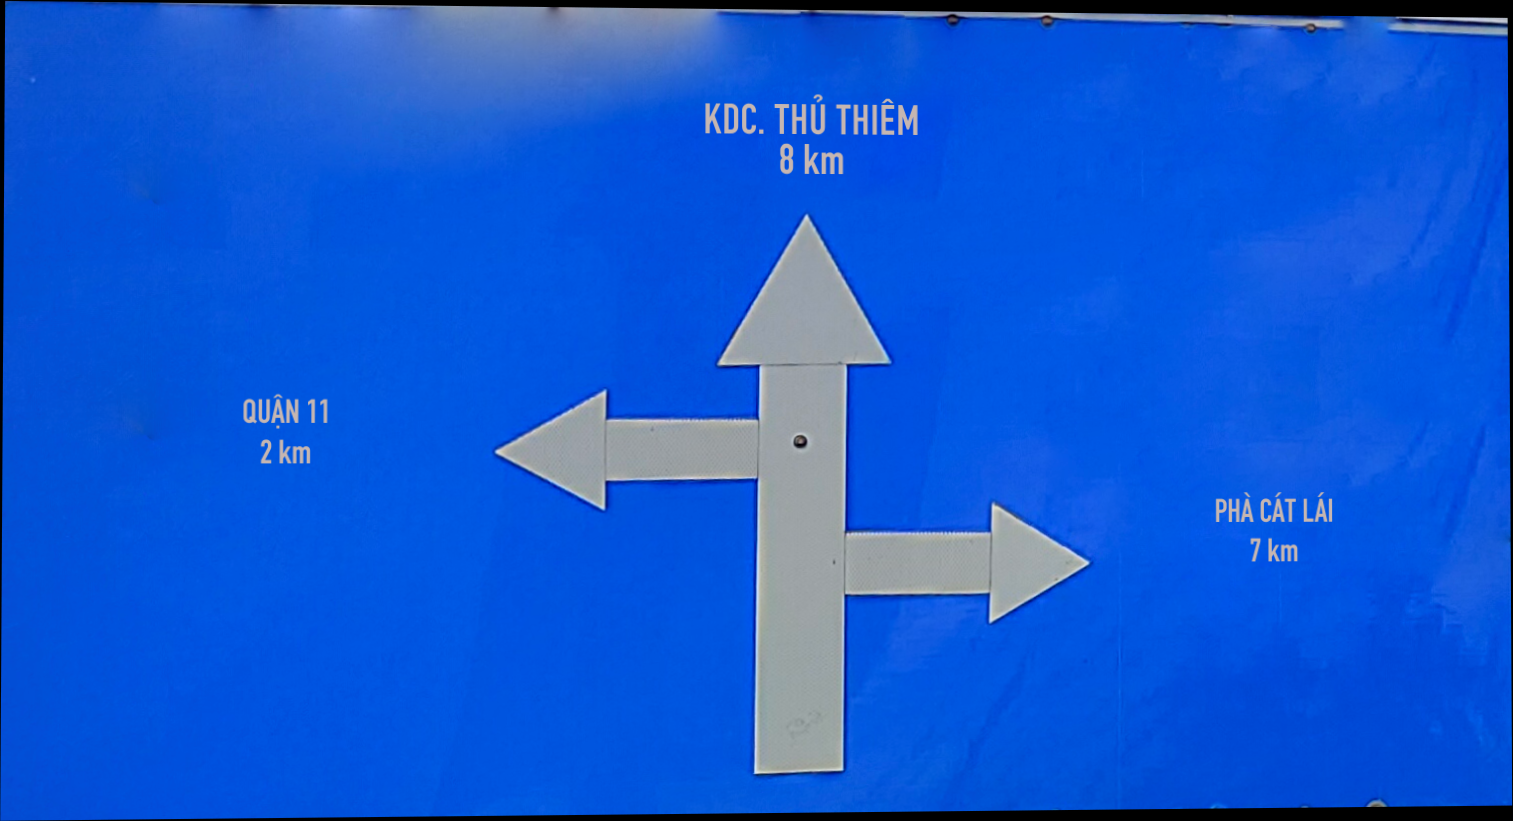 KDC. THỦ THIÊM
8 km
QUẬN 11
2 km
PHÀ CÁT LÁI
7 km